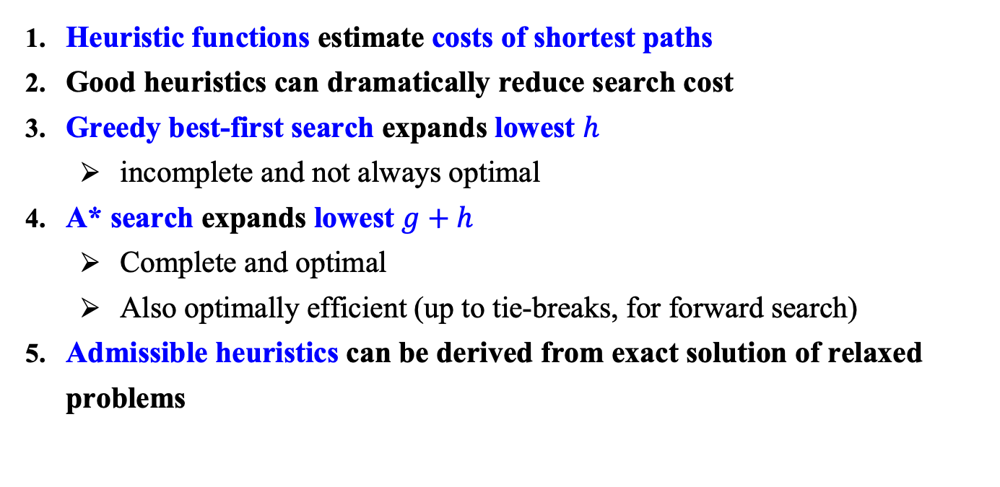 1. Heuristic functions estimate costs of shortest paths
2. Good heuristics can dramatically reduce search cost
3. Greedy best-first search expands lowest h
➢ incomplete and not always optimal
4. A* search expands lowest g + h
➢ Complete and optimal
➢ Also optimally efficient (up to tie-breaks, for forward search)
5. Admissible heuristics can be derived from exact solution of relaxed
problems